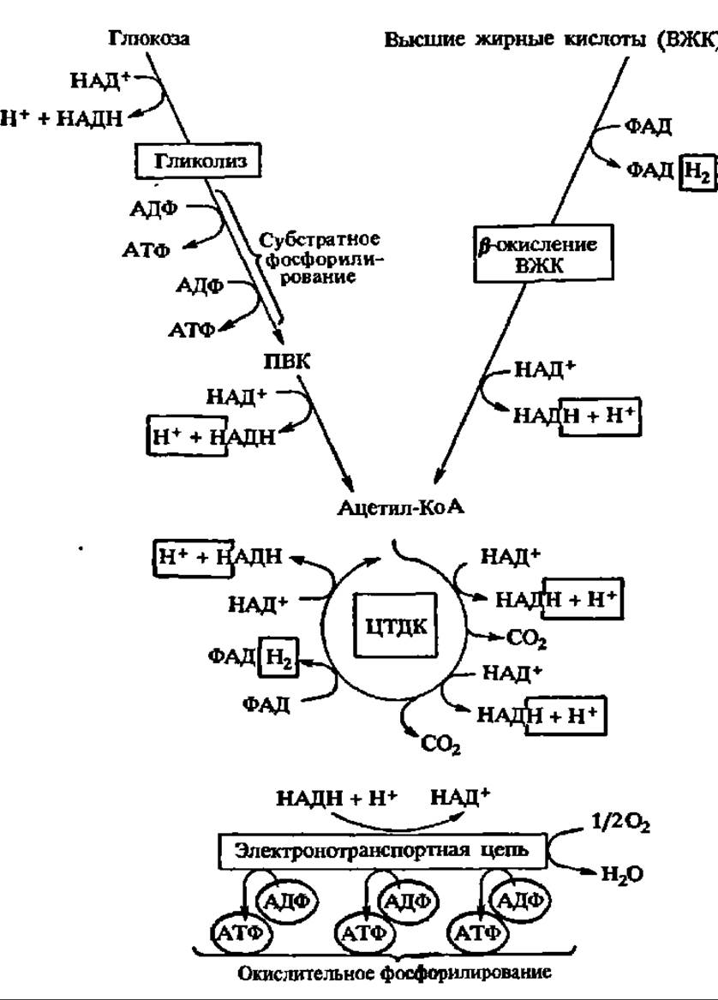 Глюкоза
Высшие жирные кислоты (ВЖК)
НАД⁺
Н⁺ + НАДН
ФАД
ФАД Н₂
Гликолиз
АДФ
АТФ
Субстратное
фосфорили-
рование
АДФ
АТФ
β-окисление
ВЖК
ПВК
НАД⁺
Н⁺ + НАДН
НАД⁺
НАДН + Н⁺
Ацетил-КоА
Н⁺ + НАДН
НАД⁺
НАД⁺
НАДН + Н⁺
ЦТДК
СО₂
ФАД Н₂
ФАД
НАД⁺
НАДН + Н⁺
СО₂
НАДН + Н⁺ НАД⁺
1/2О₂
Электронотранспортная цепь
Н₂О
АДФ АДФ АДФ
АТФ АТФ АТФ
Окислительное фосфорилирование